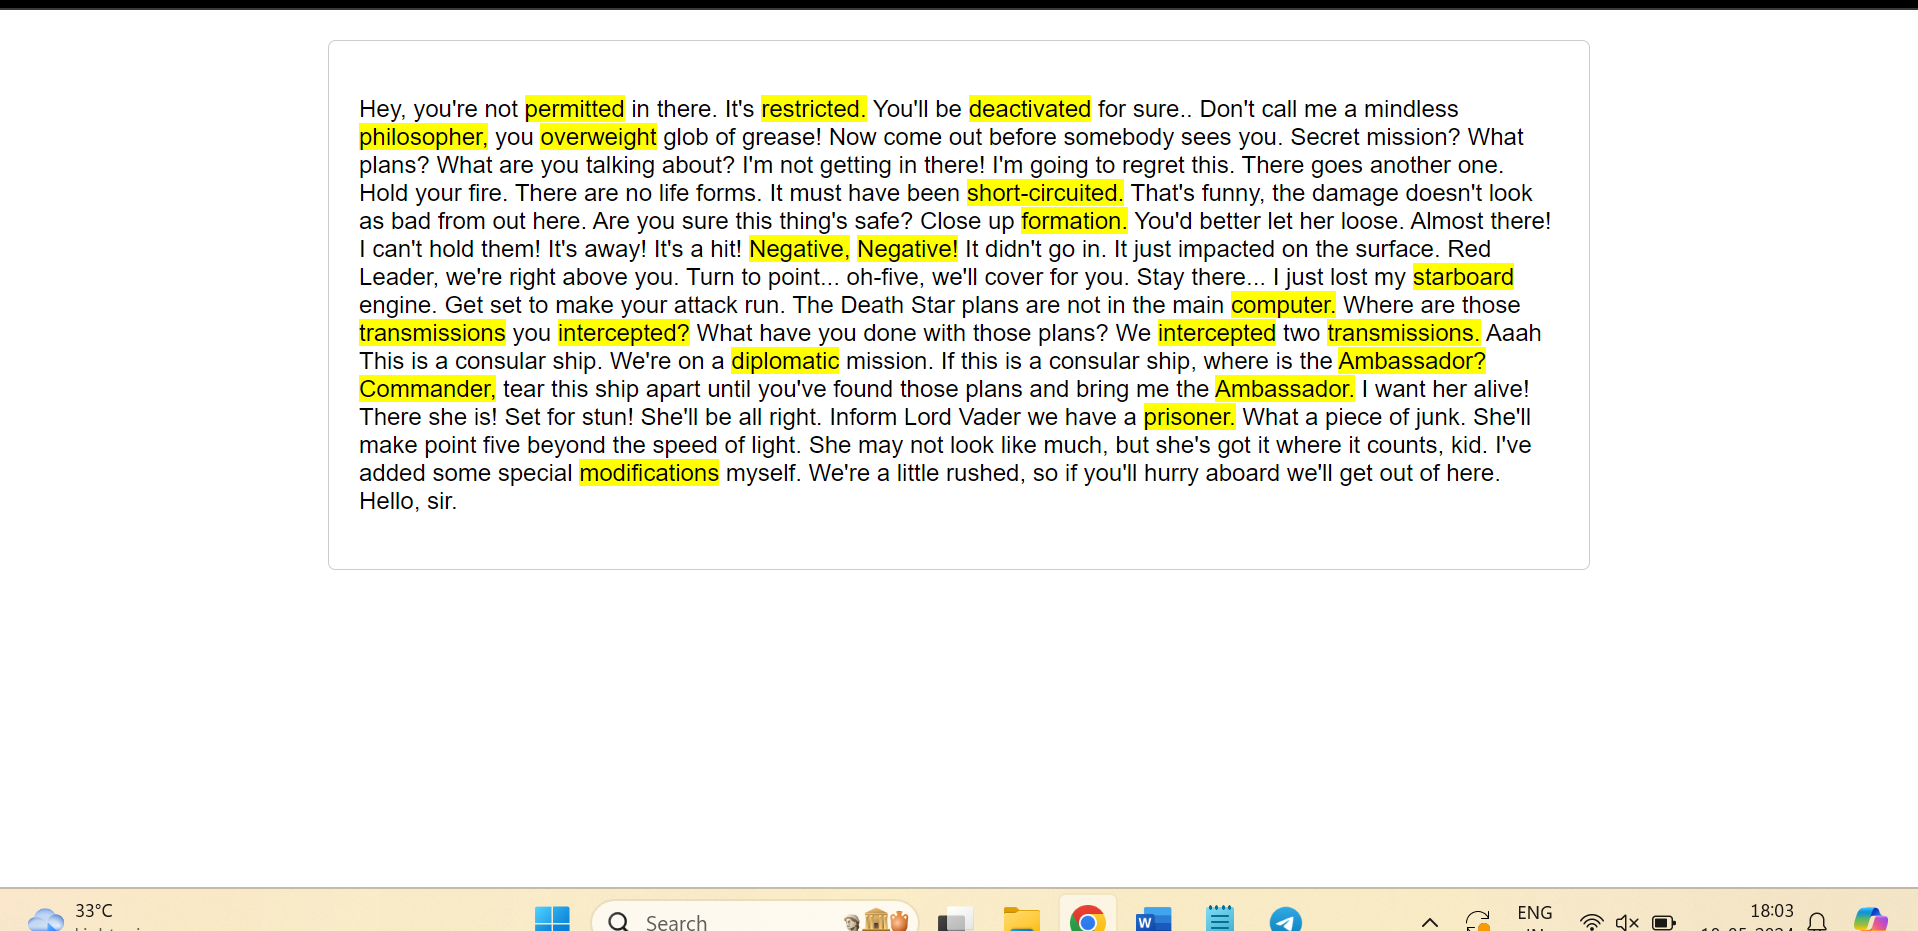 Hey, you're not permitted in there. It's restricted. You'll be deactivated for sure.. Don't call me a mindless
philosopher, you overweight glob of grease! Now come out before somebody sees you. Secret mission? What
plans? What are you talking about? I'm not getting in there! I'm going to regret this. There goes another one.
Hold your fire. There are no life forms. It must have been short-circuited. That's funny, the damage doesn't look
as bad from out here. Are you sure this thing's safe? Close up formation. You'd better let her loose. Almost there!
I can't hold them! It's away! It's a hit! Negative, Negative! It didn't go in. It just impacted on the surface. Red
Leader, we're right above you. Turn to point... oh-five, we'll cover for you. Stay there... I just lost my starboard
engine. Get set to make your attack run. The Death Star plans are not in the main computer. Where are those
transmissions you intercepted? What have you done with those plans? We intercepted two transmissions. Aaah
This is a consular ship. We're on a diplomatic mission. If this is a consular ship, where is the Ambassador?
Commander, tear this ship apart until you've found those plans and bring me the Ambassador. I want her alive!
There she is! Set for stun! She'll be all right. Inform Lord Vader we have a prisoner. What a piece of junk. She'll
make point five beyond the speed of light. She may not look like much, but she's got it where it counts, kid. I've
added some special modifications myself. We're a little rushed, so if you'll hurry aboard we'll get out of here.
Hello, sir.
33°C
Search
W
ENG
18:03